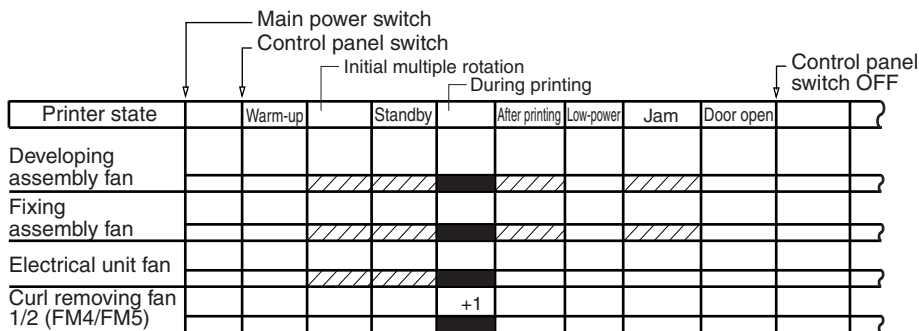 Main power switch
Control panel switch
Initial multiple rotation
During printing
Control panel
switch OFF
Printer state
Warm-up
Standby
After printing
Low-power
Jam
Door open
Developing
assembly fan
Fixing
assembly fan
Electrical unit fan
Curl removing fan
1/2 (FM4/FM5)
+1